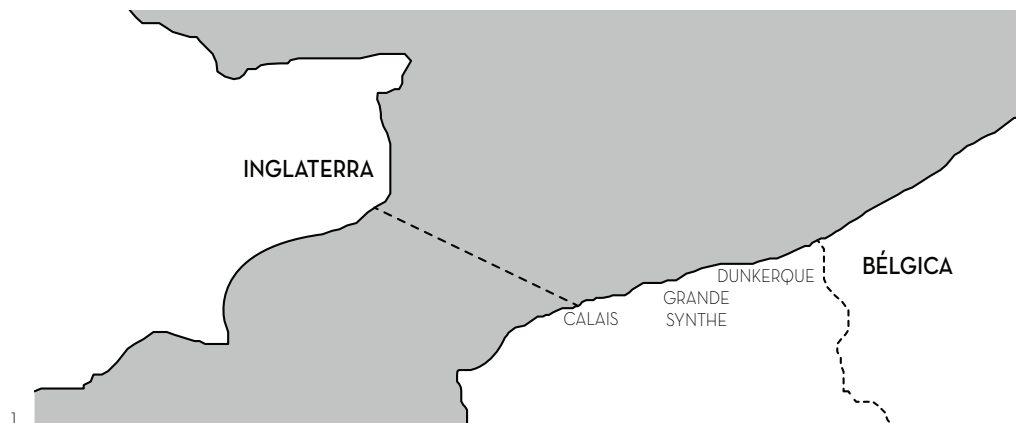 INGLATERRA
BÉLGICA
DUNKERQUE
GRANDE
SYNTHE
CALAIS
1